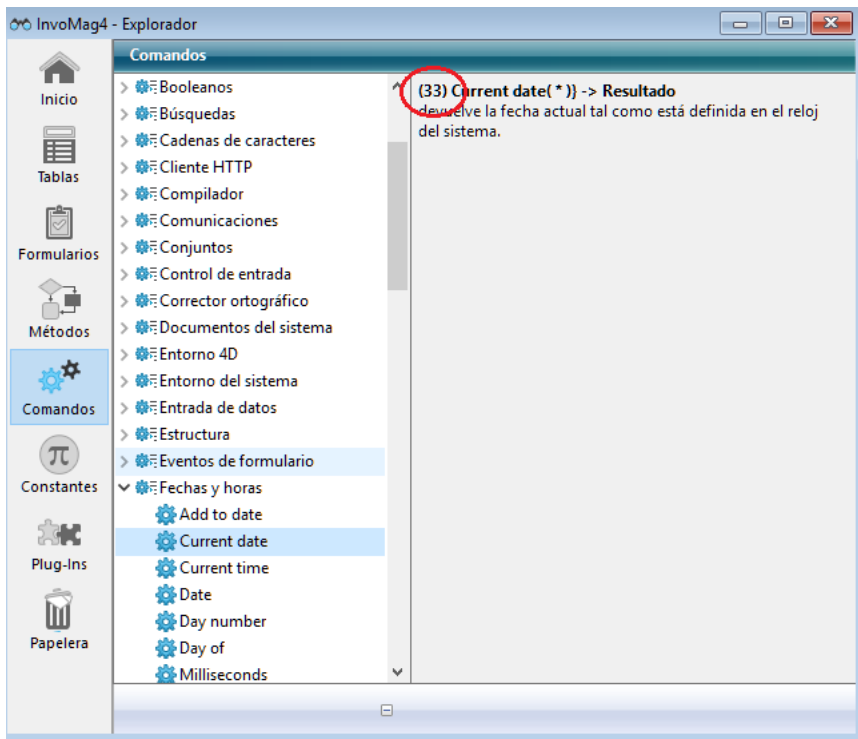 InvoMag4 - Explorador
Inicio
Tablas
Formularios
Métodos
Comandos
Constantes
π
Plug-Ins
Papelera
Comandos
Booleanos
Búsquedas
Cadenas de caracteres
Cliente HTTP
Compilador
Comunicaciones
Conjuntos
Control de entrada
Corrector ortográfico
Documentos del sistema
Entorno 4D
Entorno del sistema
Entrada de datos
Estructura
Eventos de formulario
Fechas y horas
Add to date
Current date
Current time
Date
Day number
Day of
Milliseconds
(33) Current date( * )} -> Resultado
devuelve la fecha actual tal como está definida en el reloj
del sistema.